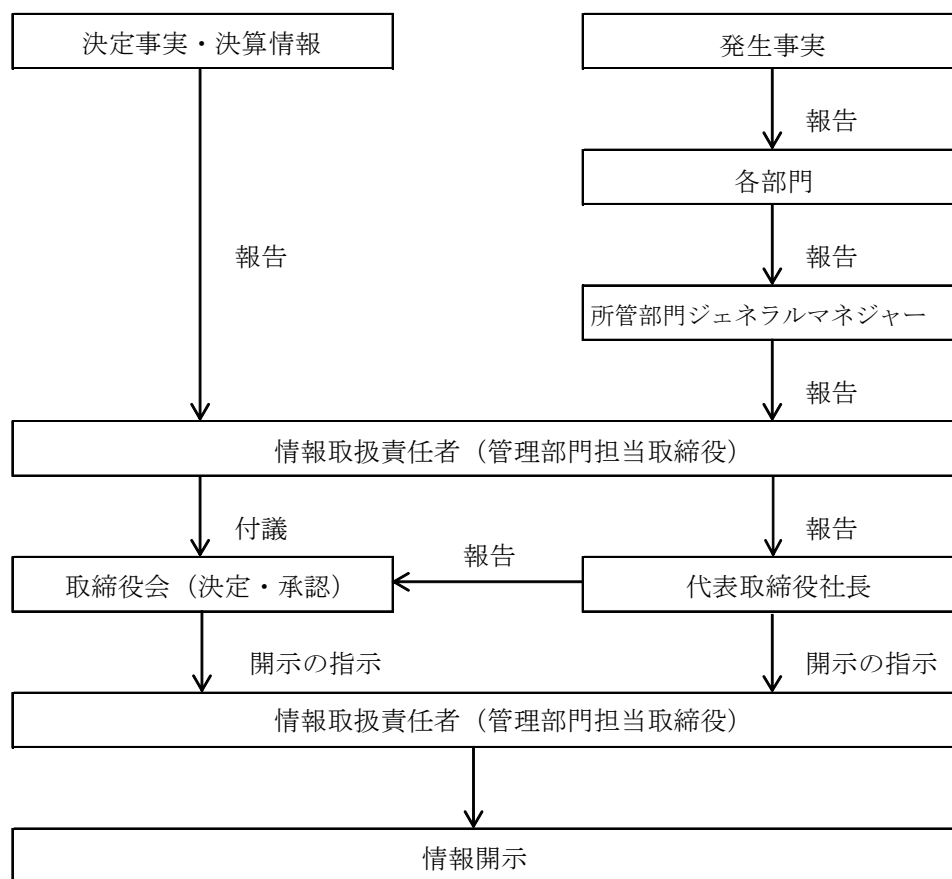 決定事実・決算情報
発生事実
報告
各部門
報告
報告
所管部門ジェネラルマネジャー
報告
情報取扱責任者（管理部門担当取締役）
付議
報告
報告
取締役会（決定・承認）
代表取締役社長
開示の指示
開示の指示
情報取扱責任者（管理部門担当取締役）
情報開示